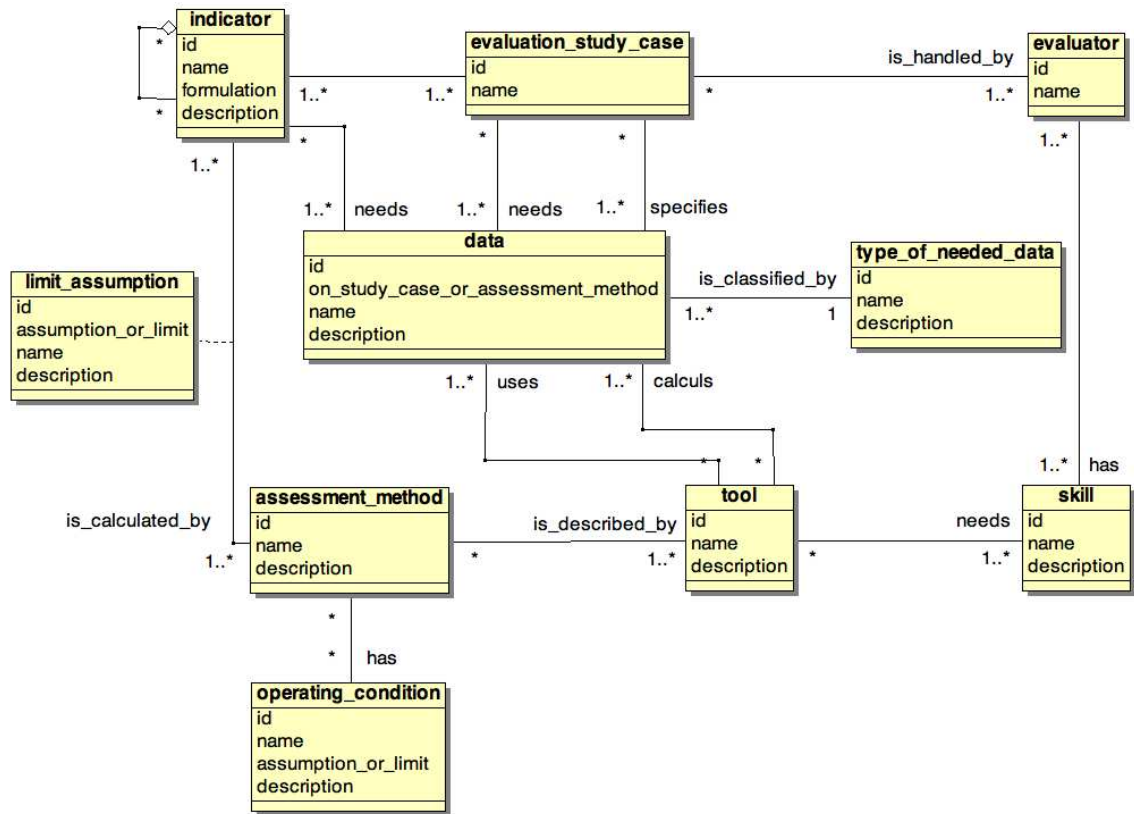 indicator
id
name
formulation
description
*
*
1..*
*
1..*
evaluation_study_case
id
name
1..*
*
*
*
is_handled_by
1..*
evaluator
id
name
1..*
1..*
needs
1..*
needs
1..*
specifies
data
id
on_study_case_or_assessment_method
name
description
is_classified_by
1..*
1
type_of_needed_data
id
name
description
limit_assumption
id
assumption_or_limit
name
description
1..*
uses
1..*
calculs
*
*
1..*
has
is_calculated_by
1..*
assessment_method
id
name
description
*
is_described_by
1..*
tool
id
name
description
*
needs
1..*
skill
id
name
description
*
*
has
operating_condition
id
name
assumption_or_limit
description